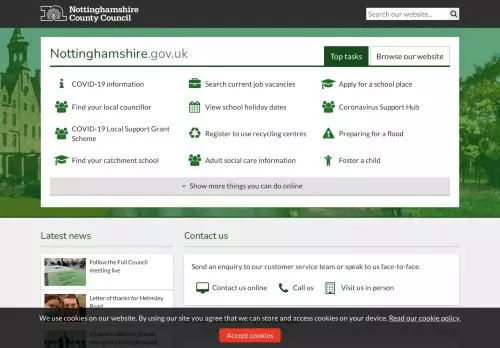 Nottinghamshire
County Council
Search our website...
Nottinghamshire.gov.uk
Top tasks
Browse our website
COVID-19 information
Search current job vacancies
Apply for a school place
Find your local councillor
View school holiday dates
Coronavirus Support Hub
COVID-19 Local Support Grant
Scheme
Register to use recycling centres
Preparing for a flood
Find your catchment school
Adult social care information
Foster a child
Show more things you can do online
Latest news
Contact us
Follow the Full Council
meeting live
Send an enquiry to our customer service team or speak to us face-to-face.
Contact us online
Call us
Visit us in person
Letter of thanks for Helmsley
Road
We use cookies on our website. By using our site you agree that we can store and access cookies on your device. Read our cookie policy.
Accept cookies